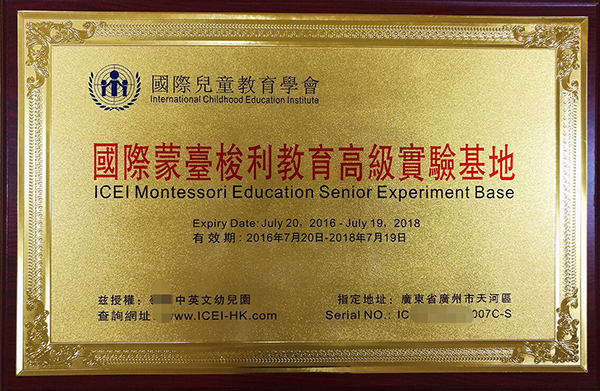 國際兒童教育學會
International Childhood Education Institute
國際蒙臺梭利教育高級實驗基地
ICEI Montessori Education Senior Experiment Base
Expiry Date: July 20, 2016 - July 19, 2018
有效期: 2016年7月20日-2018年7月19日
茲授權: 中英文幼兒園
指定地址: 廣東省廣州市天河區
查詢網址: www.ICEI-HK.com
Serial NO.: IC 007C-S